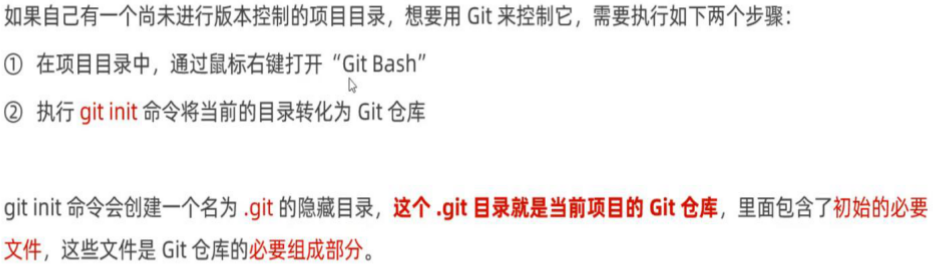 如果自己有一个尚未进行版本控制的项目目录，想要用 Git 来控制它，需要执行如下两个步骤：
① 在项目目录中，通过鼠标右键打开“Git Bash”
② 执行 git init 命令将当前的目录转化为 Git 仓库
git init 命令会创建一个名为 .git 的隐藏目录，这个 .git 目录就是当前项目的 Git 仓库，里面包含了初始的必要
文件，这些文件是 Git 仓库的必要组成部分。